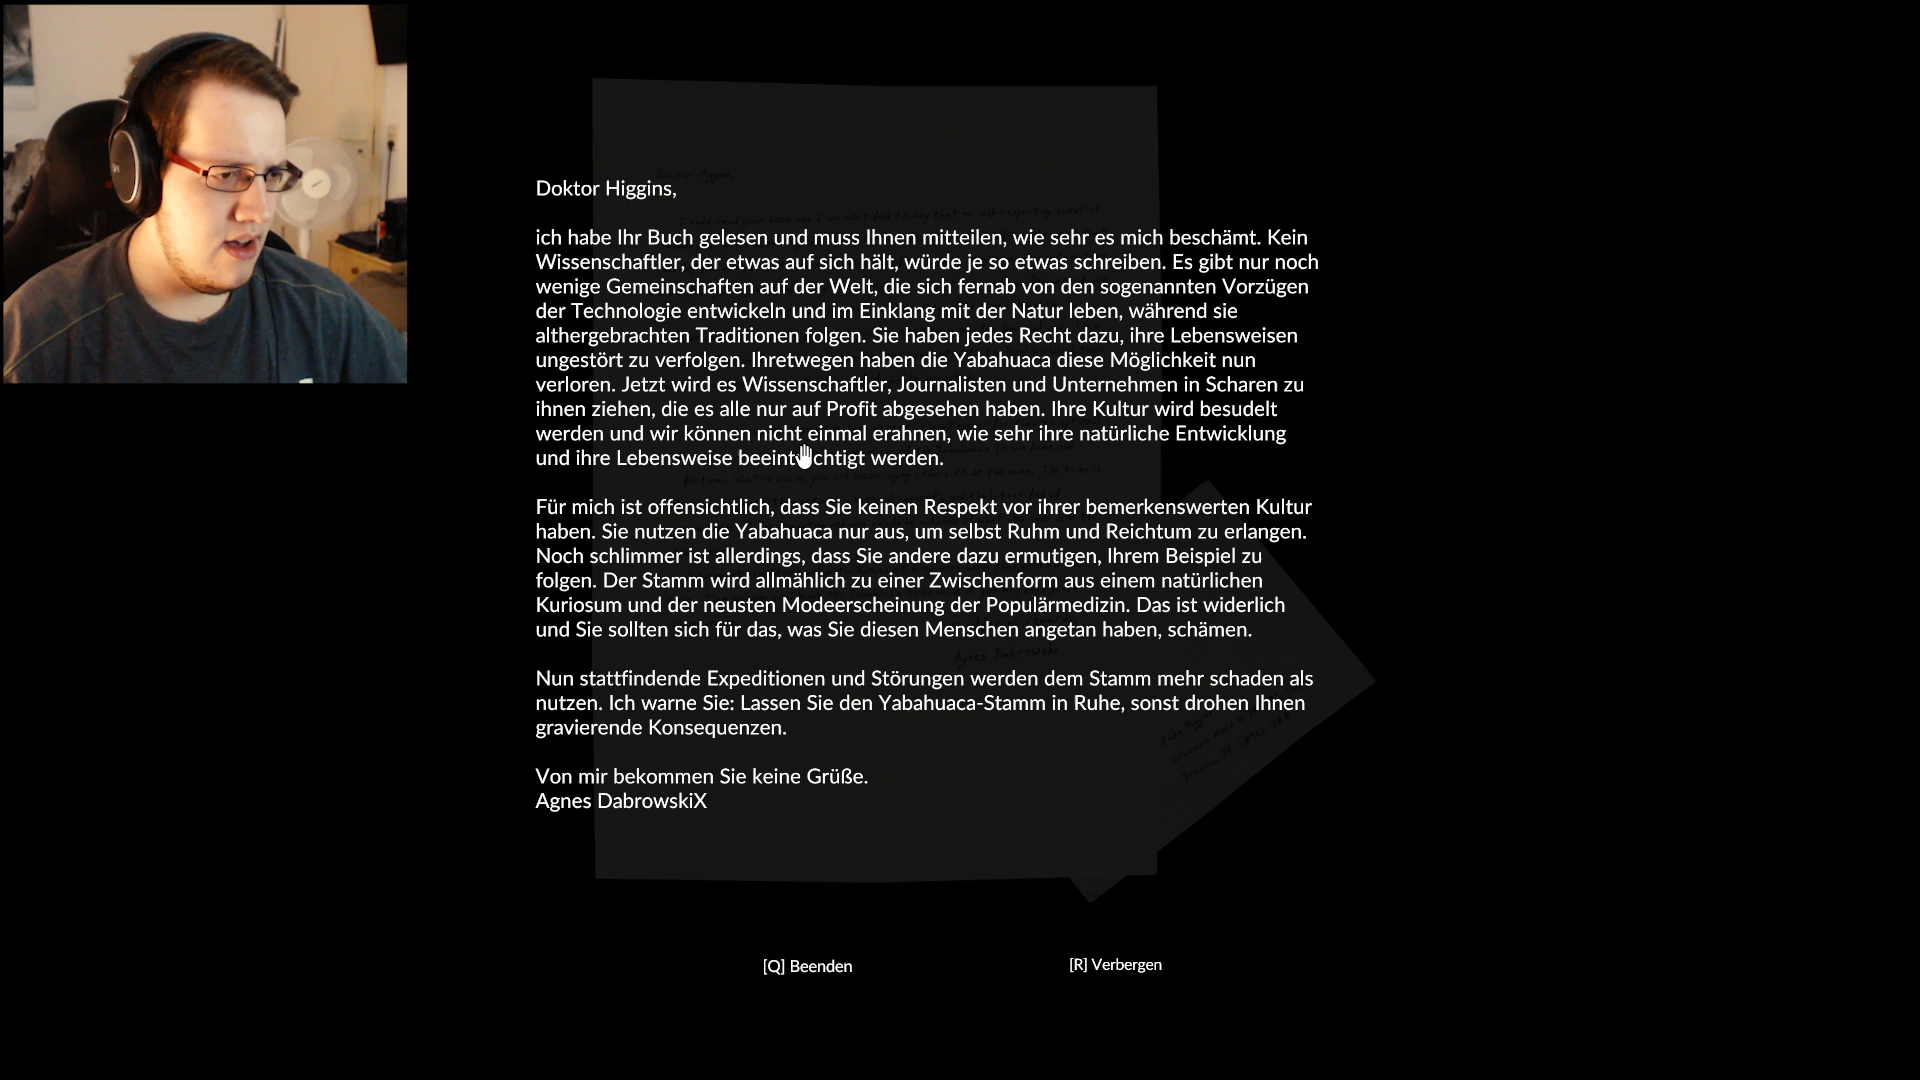 Doktor Higgins,
ich habe Ihr Buch gelesen und muss Ihnen mitteilen, wie sehr es mich beschämt. Kein
Wissenschaftler, der etwas auf sich hält, würde je so etwas schreiben. Es gibt nur noch
wenige Gemeinschaften auf der Welt, die sich fernab von den sogenannten Vorzügen
der Technologie entwickeln und im Einklang mit der Natur leben, während sie
althergebrachten Traditionen folgen. Sie haben jedes Recht dazu, ihre Lebensweisen
ungestört zu verfolgen. Ihretwegen haben die Yabahuaca diese Möglichkeit nun
verloren. Jetzt wird es Wissenschaftler, Journalisten und Unternehmen in Scharen zu
ihnen ziehen, die es alle nur auf Profit abgesehen haben. Ihre Kultur wird besudelt
werden und wir können nicht einmal erahnen, wie sehr ihre natürliche Entwicklung
und ihre Lebensweise werden.
Für mich ist offensichtlich, dass Sie keinen Respekt vor ihrer bemerkenswerten Kultur
haben. Sie nutzen die Yabahuaca nur aus, um selbst Ruhm und Reichtum zu erlangen.
Noch schlimmer ist allerdings, dass Sie andere dazu ermutigen, Ihrem Beispiel zu
folgen. Der Stamm wird allmählich zu einer Zwischenform aus einem natürlichen
Kuriosum und der neusten Modeerscheinung der Populärmedizin. Das ist widerlich
und Sie sollten sich für das, was Sie diesen Menschen angetan haben, schämen.
Nun stattfindende Expeditionen und Störungen werden dem Stamm mehr schaden als
nutzen. Ich warne Sie: Lassen Sie den Yabahuaca-Stamm in Ruhe, sonst drohen Ihnen
gravierende Konsequenzen.
Von mir bekommen Sie keine Grüße.
Agnes DabrowskiX
[Q] Beenden
[R] Verbergen